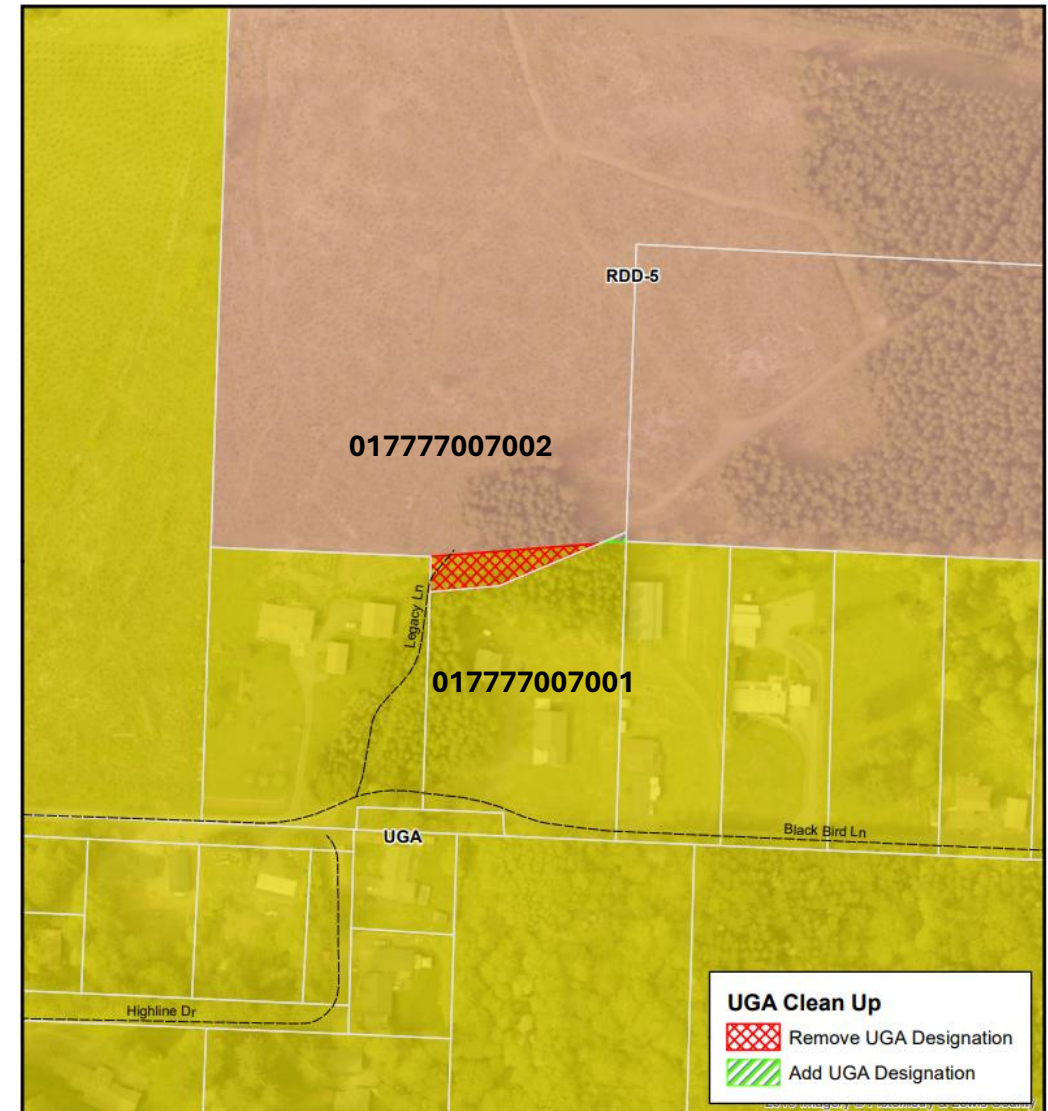 RDD-5
017777007002
Legacy Ln
017777007001
Black Bird Ln
UGA
Highline Dr
UGA Clean Up
Remove UGA Designation
Add UGA Designation